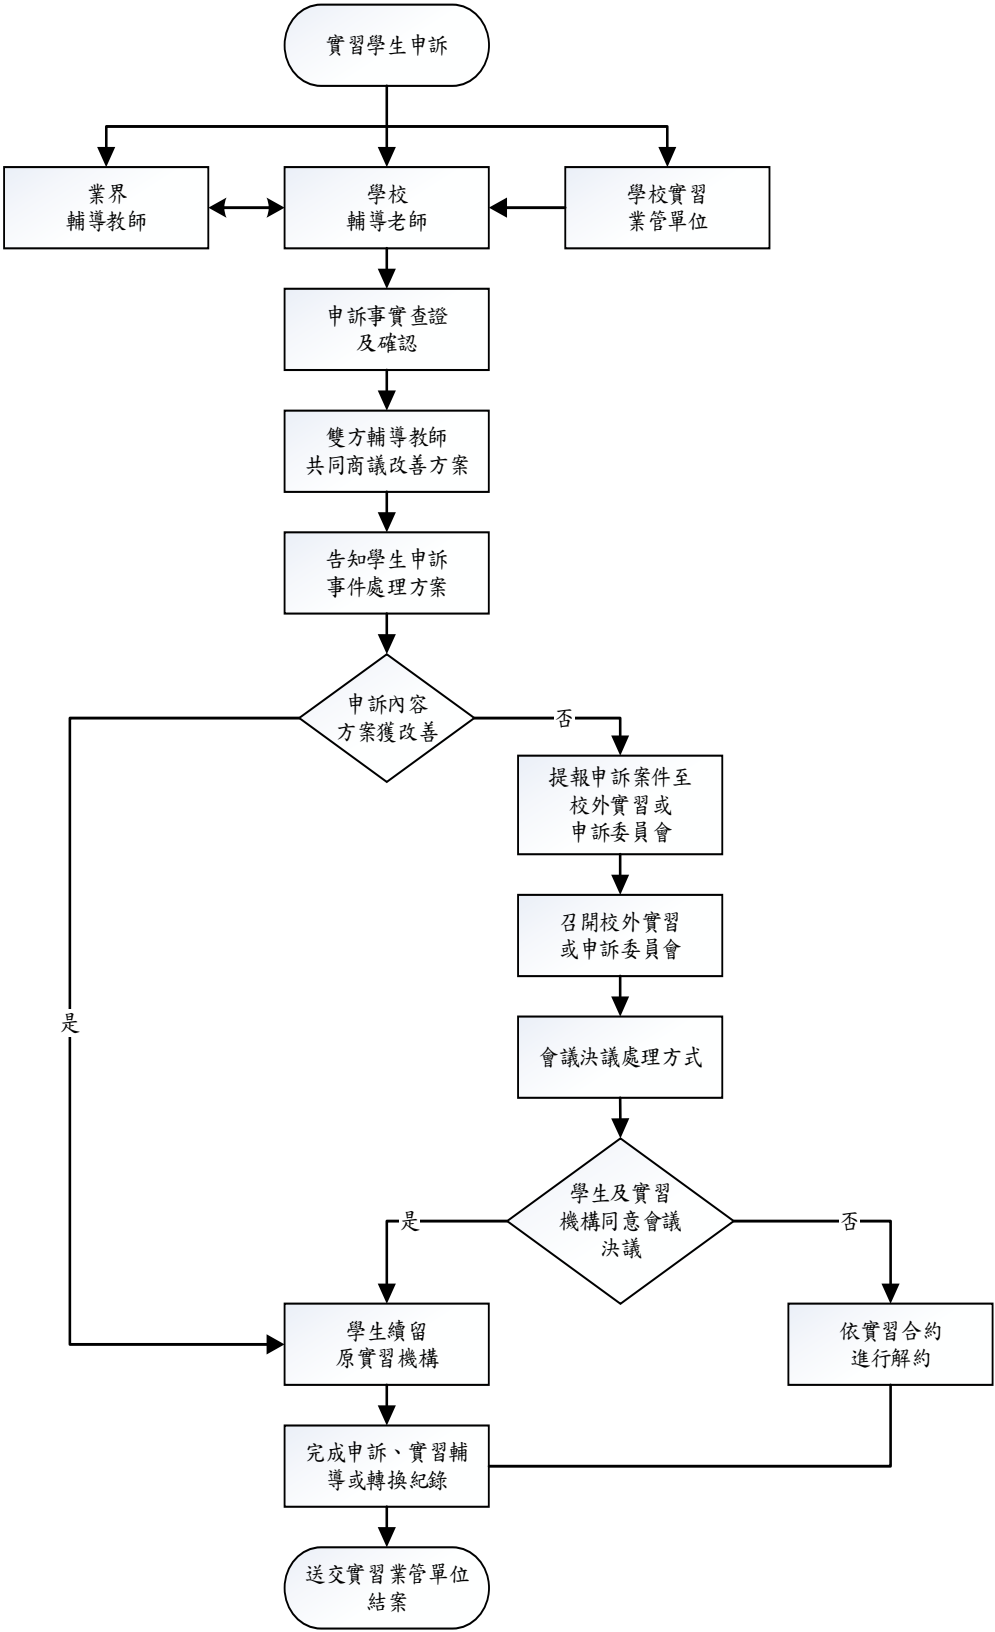 實習學生申訴
業界
輔導教師
學校
輔導老師
學校實習
業管單位
申訴事實查證
及確認
雙方輔導教師
共同商議改善方案
告知學生申訴
事件處理方案
申訴內容
方案獲改善
否
提報申訴案件至
校外實習或
申訴委員會
召開校外實習
或申訴委員會
是
會議決議處理方式
學生及實習
機構同意會議
決議
是
否
學生續留
原實習機構
依實習合約
進行解約
完成申訴、實習輔
導或轉換紀錄
送交實習業管單位
結案